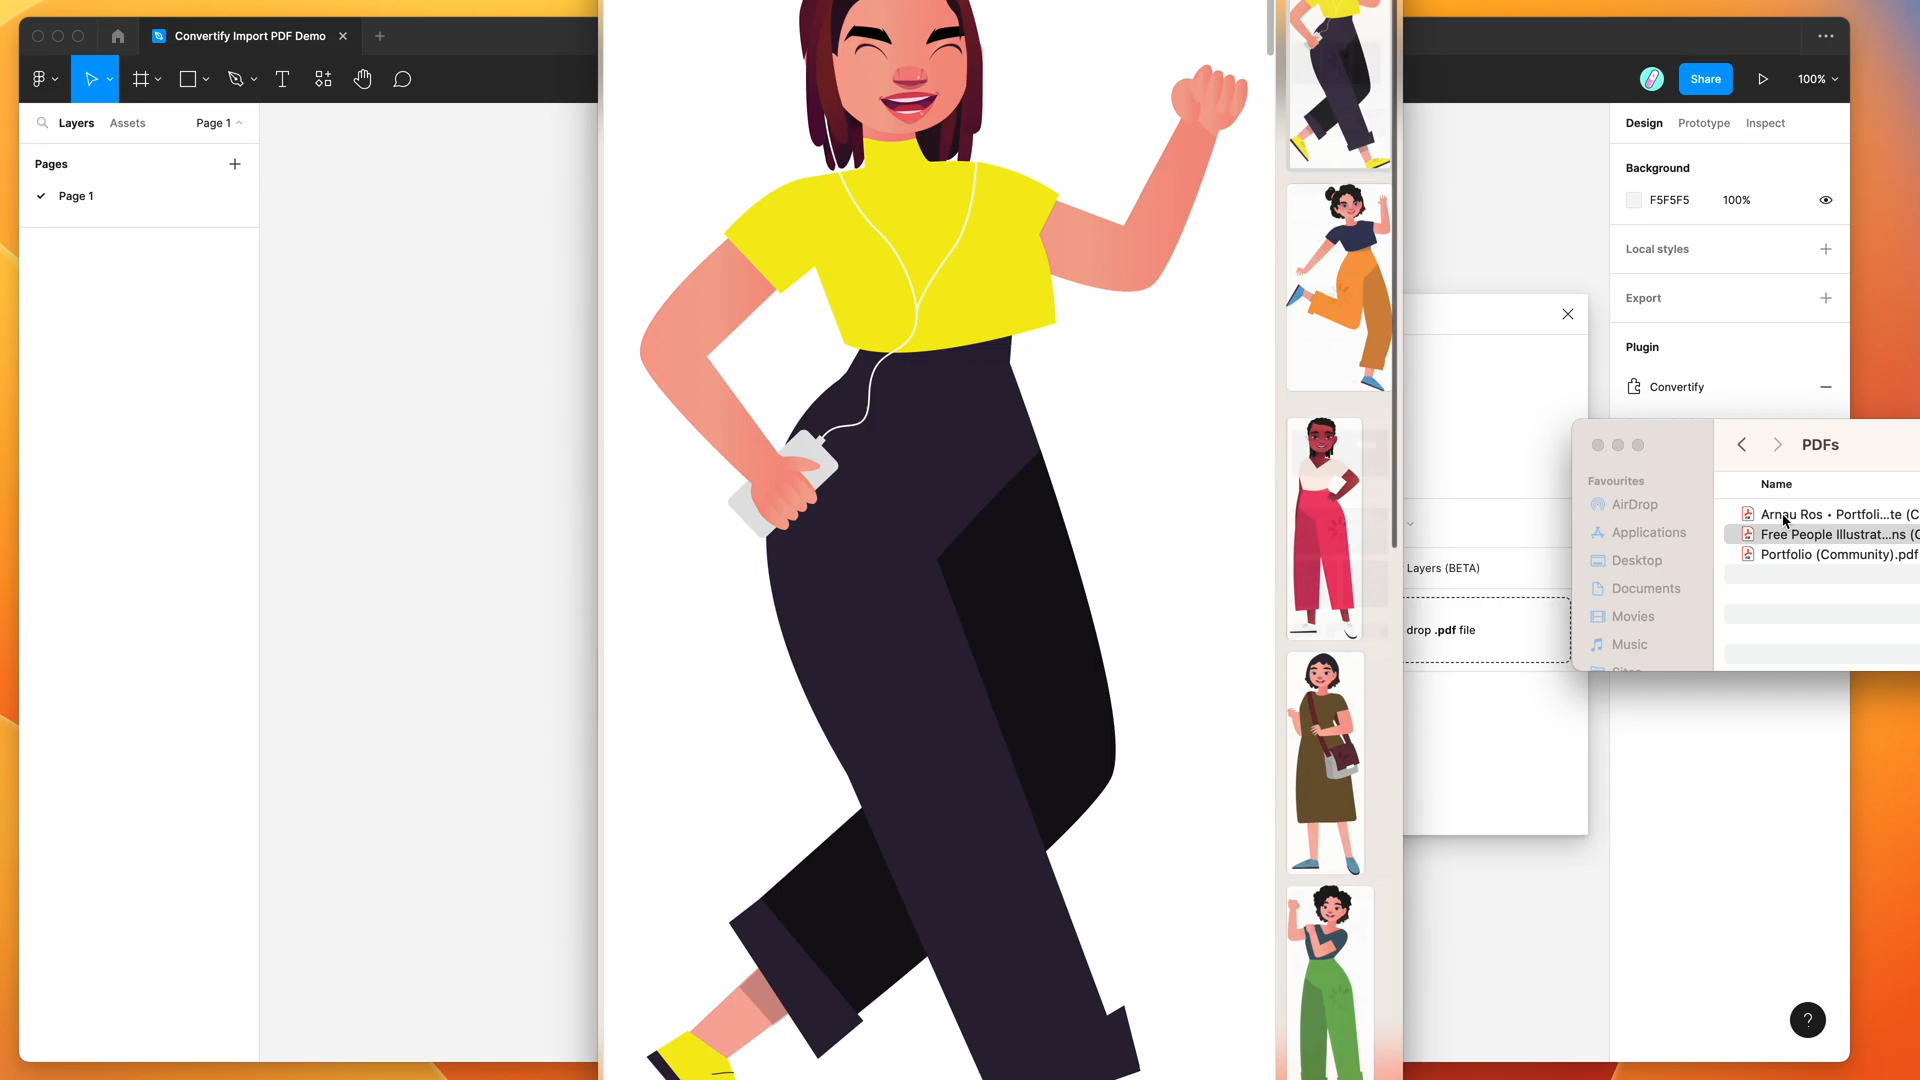 Convertify Import PDF Demo
Share
100%
Layers
Assets
Page 1
Pages
Page 1
Design
Prototype
Inspect
Background
F5F5F5
100%
Local styles
Export
Plugin
Convertify
Layers (BETA)
drop .pdf file
PDFs
Favourites
Name
AirDrop
Applications
Desktop
Documents
Movies
Music
Arnau Ros • Portfoli...te (C
Free People Illustrat...ns (C
Portfolio (Community).pdf
?